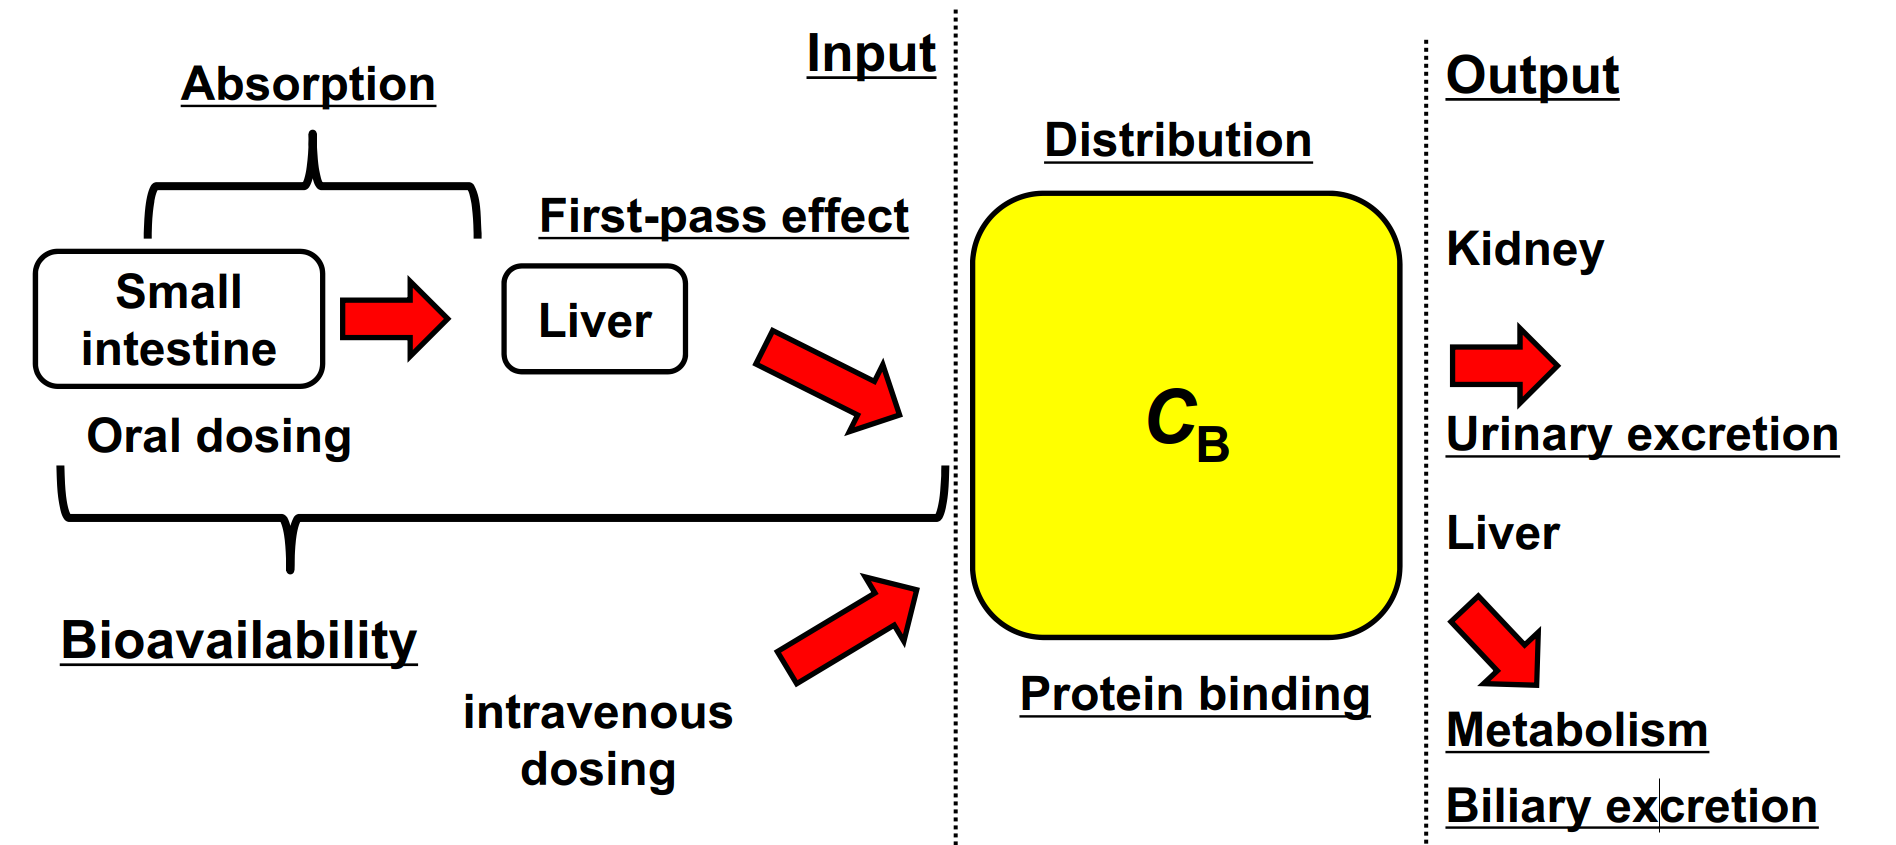 Input
Absorption
First-pass effect
Small
intestine
Liver
Oral dosing
Bioavailability
intravenous
dosing
Distribution
CB
Protein binding
Output
Kidney
Urinary excretion
Liver
Metabolism
Biliary excretion